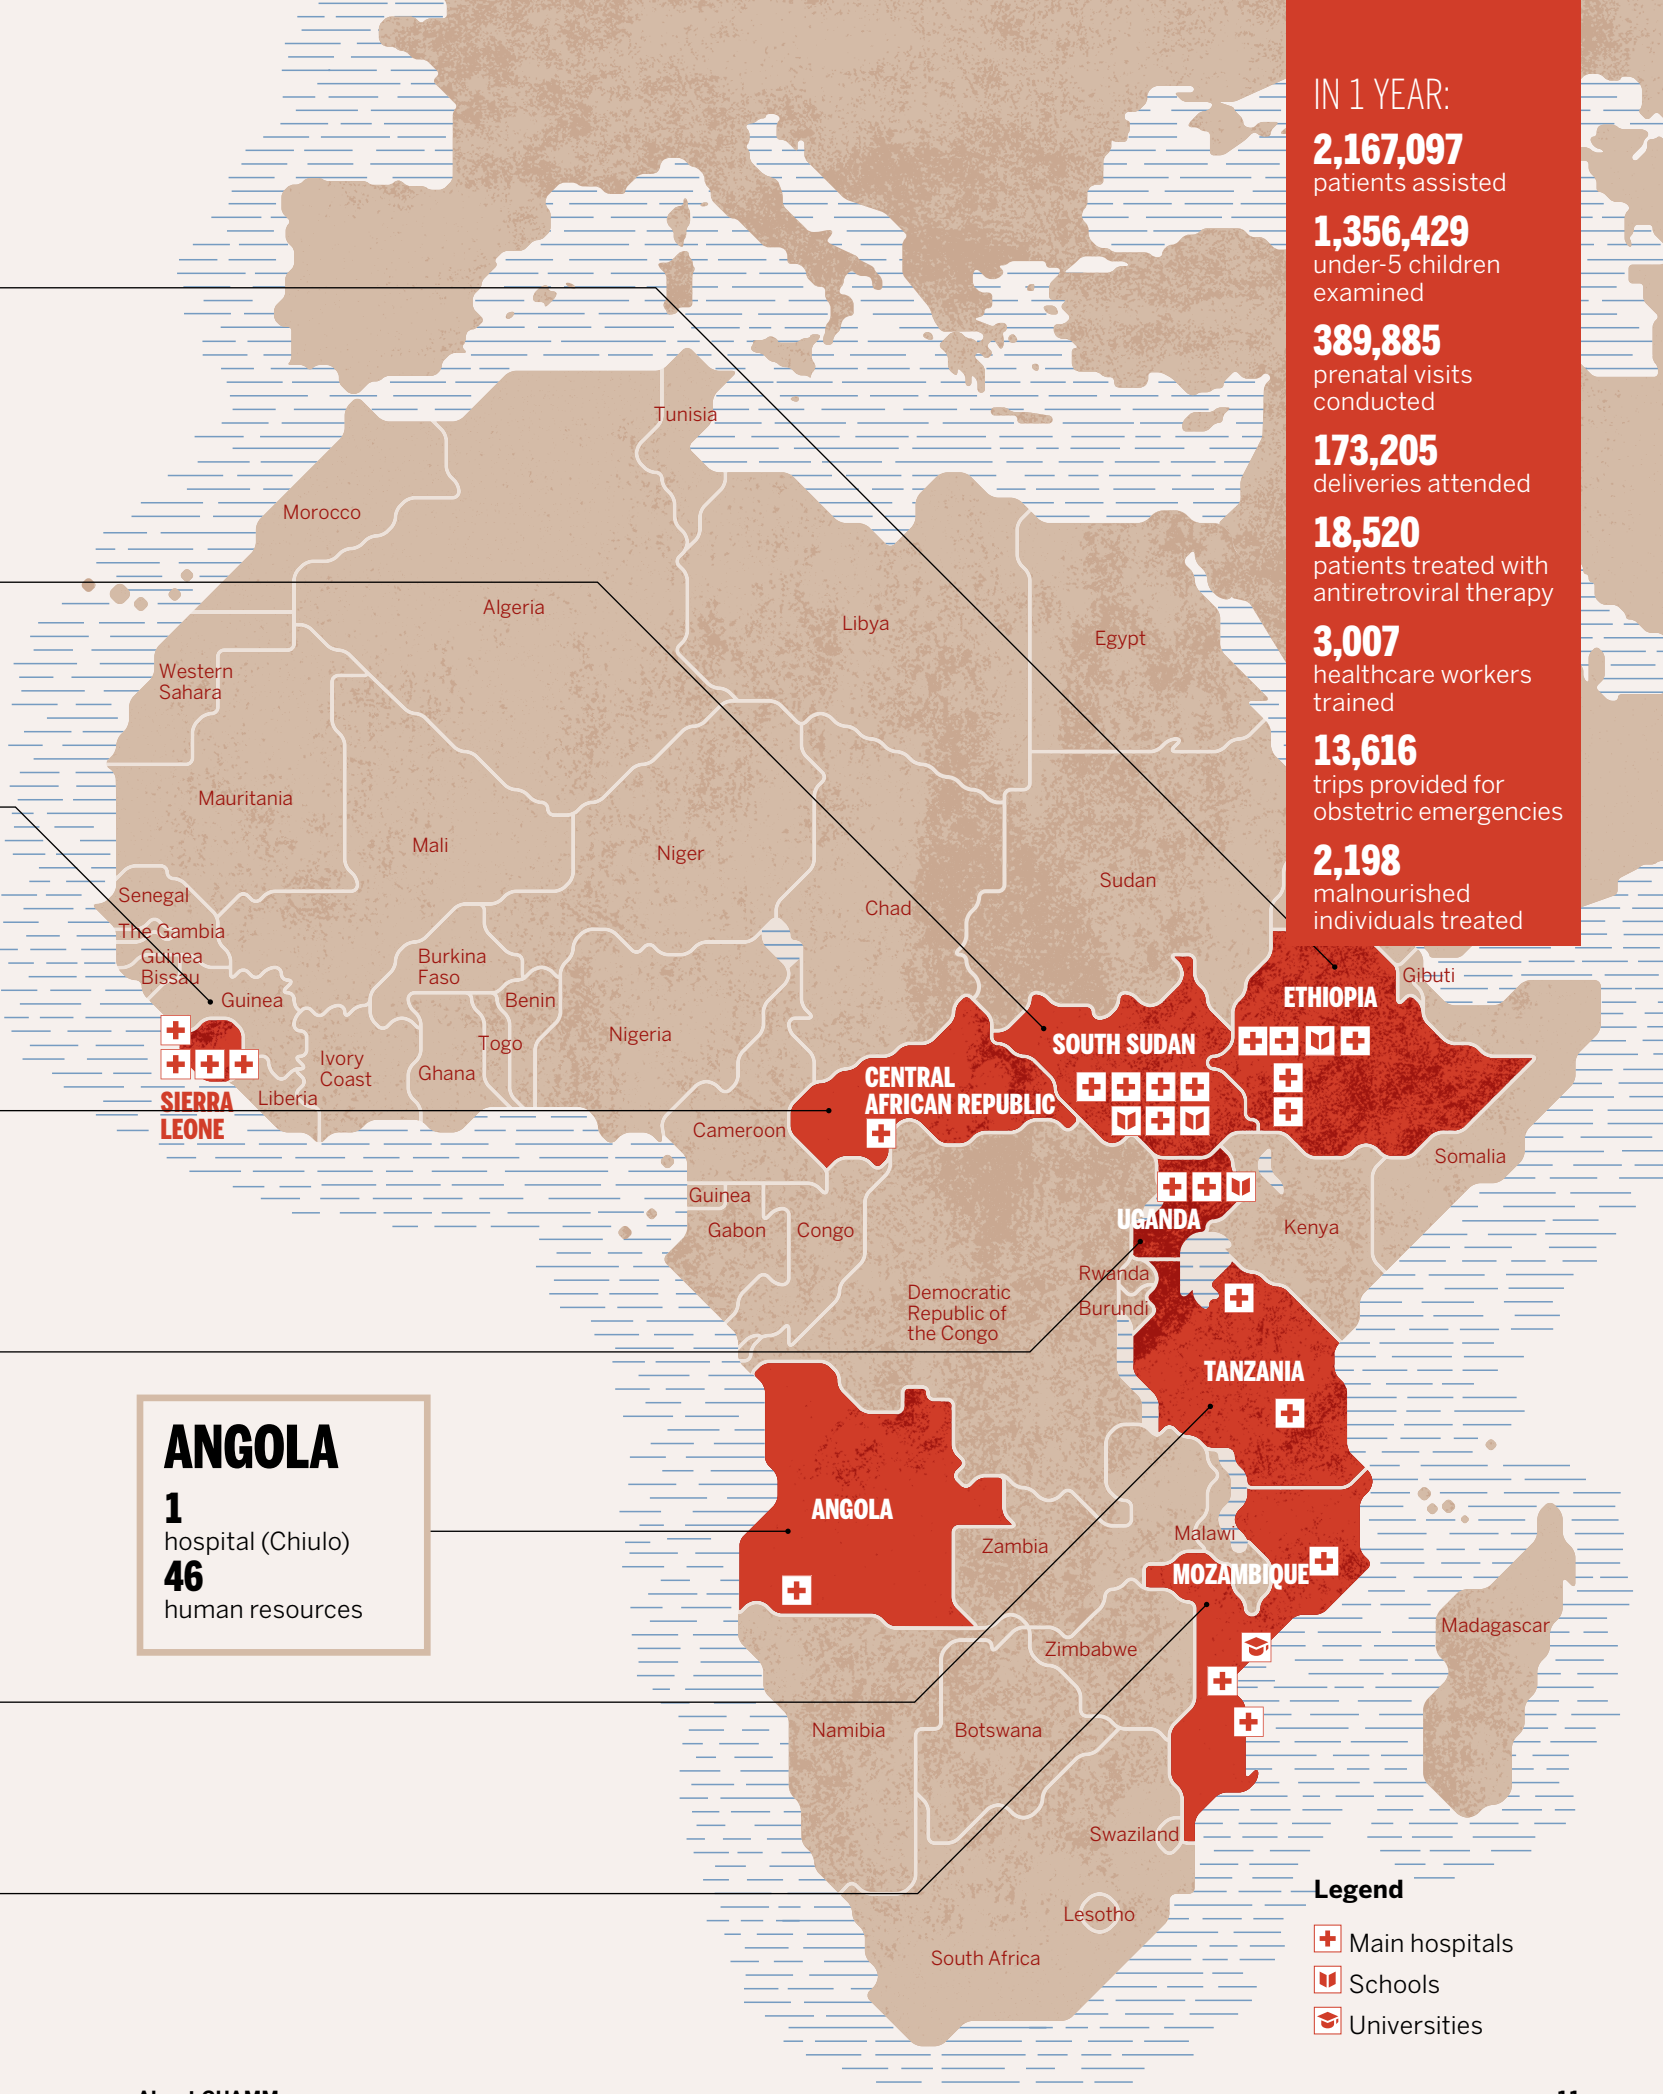 IN 1 YEAR:
2,167,097
patients assisted
1,356,429
under-5 children
examined
389,885
prenatal visits
conducted
173,205
deliveries attended
18,520
patients treated with
antiretroviral therapy
3,007
healthcare workers
trained
13,616
trips provided for
obstetric emergencies
2,198
malnourished
individuals treated
Tunisia
Morocco
Algeria
Libya
Egypt
Western
Sahara
Mauritania
Mali
Niger
Chad
Sudan
Senegal
The Gambia
Guinea
Bissau
Guinea
Burkina
Faso
Benin
Togo
Nigeria
Ivory
Coast
Ghana
Liberia
SIERRA
LEONE
Gibuti
ETHIOPIA
SOUTH SUDAN
CENTRAL
AFRICAN REPUBLIC
Cameroon
Somalia
Guinea
Gabon
Congo
UGANDA
Kenya
Rwanda
Burundi
Democratic
Republic of
the Congo
TANZANIA
ANGOLA
1
hospital (Chiulo)
46
human resources
ANGOLA
Zambia
Malawi
MOZAMBIQUE
Madagascar
Zimbabwe
Namibia
Botswana
Swaziland
Lesotho
South Africa
Legend
Main hospitals
Schools
Universities
About CUAMM
11